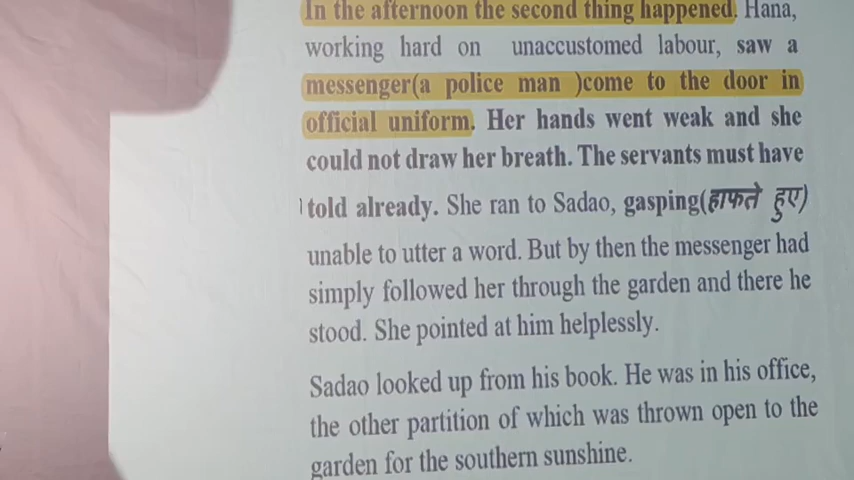 In the afternoon the second thing happened. Hana,
working hard on unaccustomed labour, saw a
messenger(a police man )come to the door in
official uniform. Her hands went weak and she
could not draw her breath. The servants must have
told already. She ran to Sadao, gasping(हाफते हुए)
unable to utter a word. But by then the messenger had
simply followed her through the garden and there he
stood. She pointed at him helplessly.
Sadao looked up from his book. He was in his office,
the other partition of which was thrown open to the
garden for the southern sunshine.